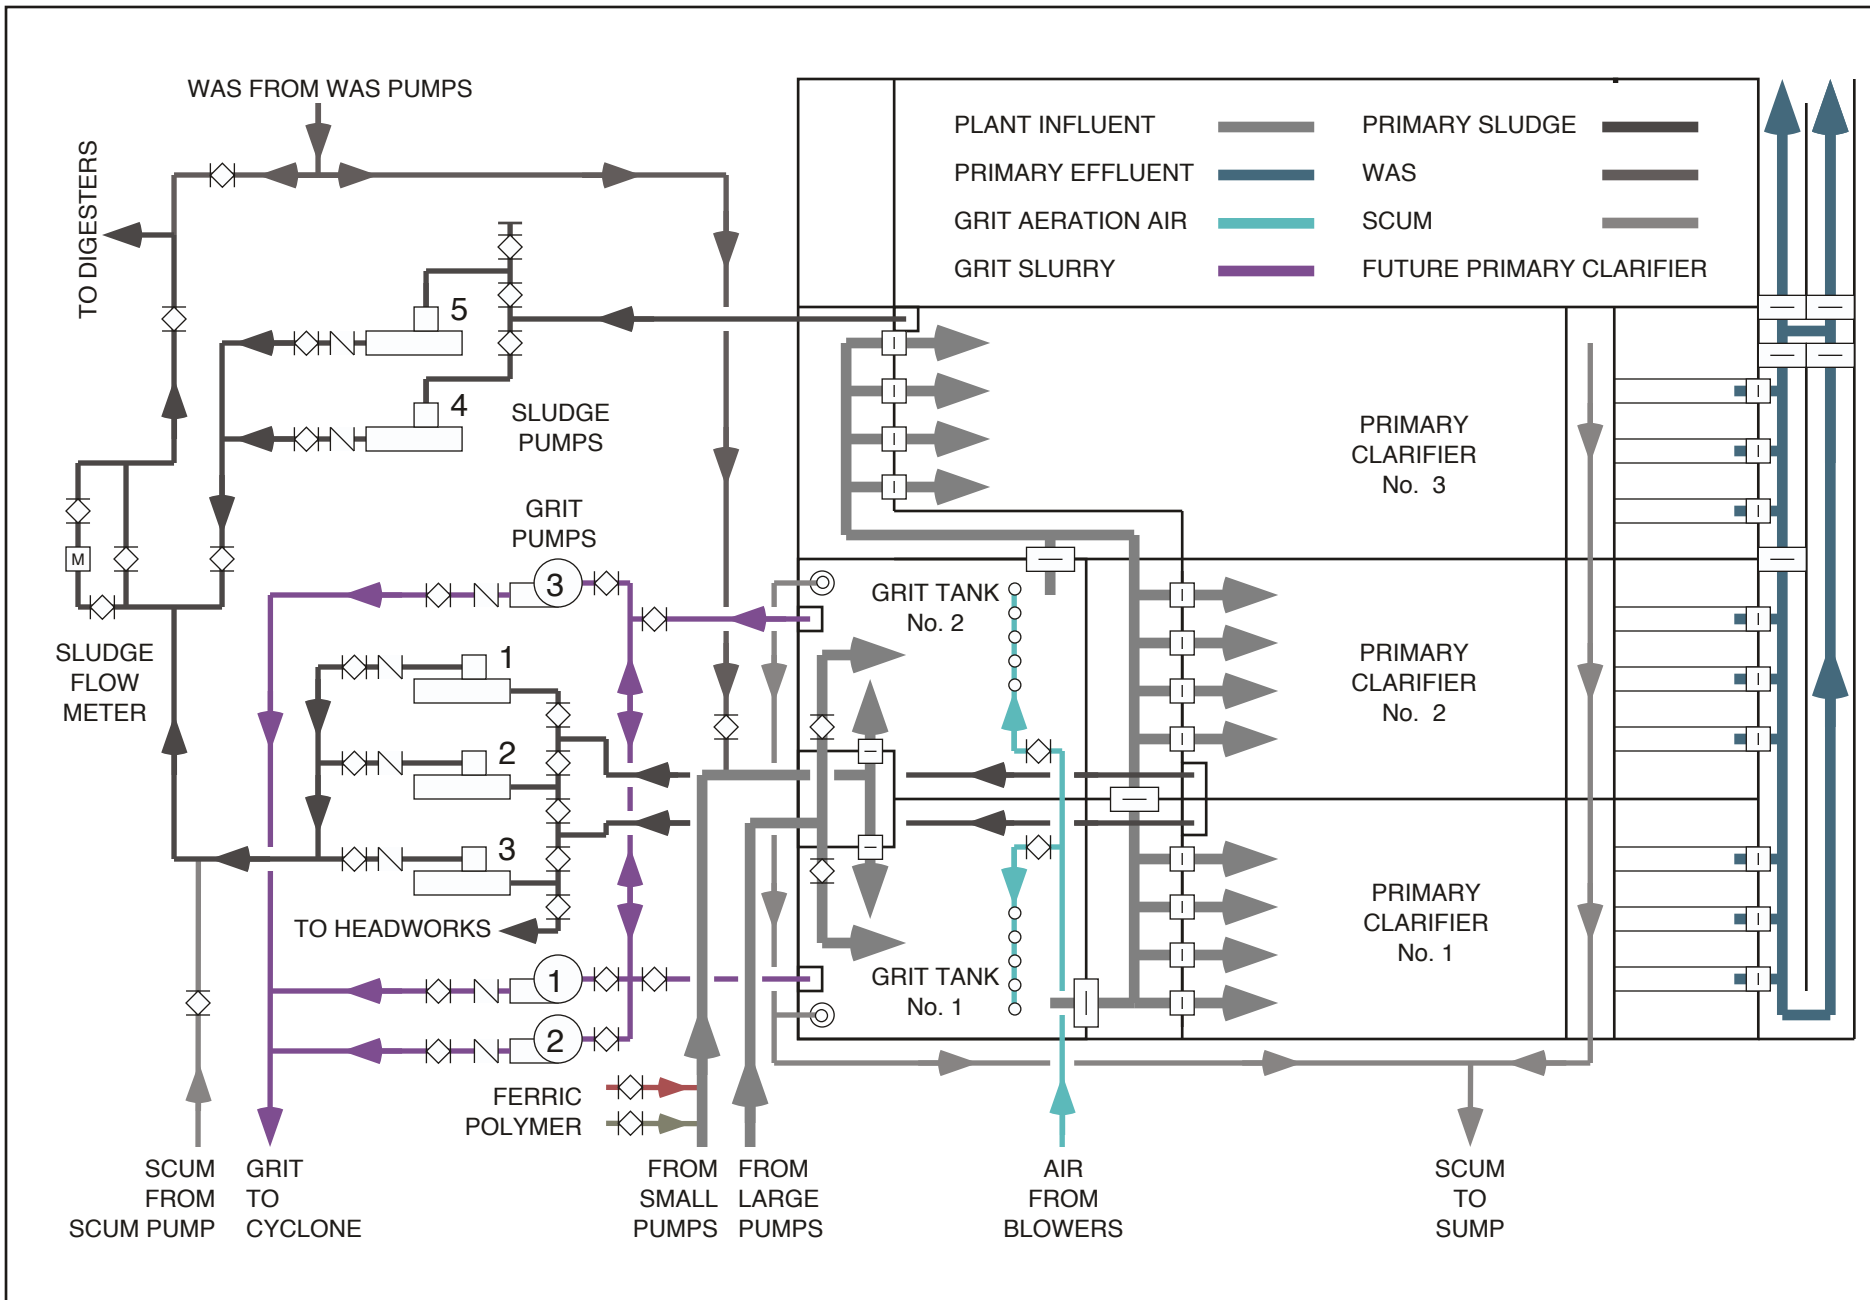 WAS FROM WAS PUMPS
TO DIGESTERS
PLANT INFLUENT
PRIMARY SLUDGE
PRIMARY EFFLUENT
WAS
GRIT AERATION AIR
SCUM
GRIT SLURRY
FUTURE PRIMARY CLARIFIER
5
4
SLUDGE
PUMPS
PRIMARY
CLARIFIER
No. 3
GRIT
PUMPS
M
3
GRIT TANK
No. 2
SLUDGE
FLOW
METER
1
2
3
PRIMARY
CLARIFIER
No. 2
TO HEADWORKS
PRIMARY
CLARIFIER
No. 1
1
GRIT TANK
No. 1
2
FERRIC
POLYMER
SCUM
FROM
SCUM PUMP
GRIT
TO
CYCLONE
FROM
SMALL
PUMPS
FROM
LARGE
PUMPS
AIR
FROM
BLOWERS
SCUM
TO
SUMP